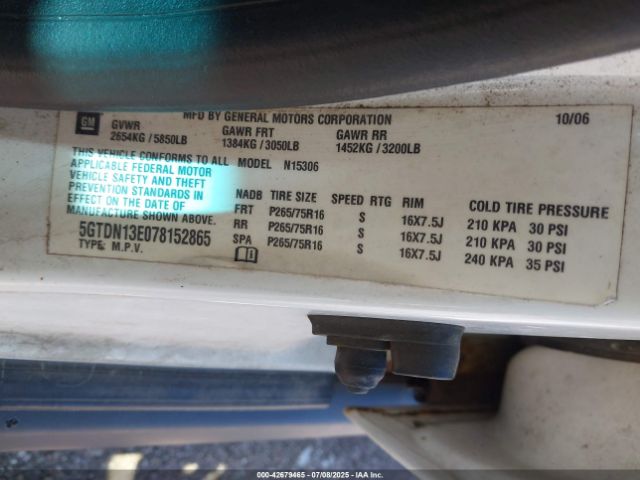 GM
MFD BY GENERAL MOTORS CORPORATION 10/06
GVWR GAWR FRT GAWR RR
2654KG / 5850LB 1384KG / 3050LB 1452KG / 3200LB
THIS VEHICLE CONFORMS TO ALL MODEL N15306
APPLICABLE FEDERAL MOTOR
VEHICLE SAFETY AND THEFT
PREVENTION STANDARDS IN
EFFECT ON THE DATE OF
MANUFACTURE SHOWN ABOVE.
5GTDN13E078152865
TYPE: M.P.V.
NADB TIRE SIZE SPEED RTG RIM COLD TIRE PRESSURE
FRT P265/75R16 S 16X7.5J 210 KPA 30 PSI
RR P265/75R16 S 16X7.5J 210 KPA 30 PSI
SPA P265/75R16 S 16X7.5J 240 KPA 35 PSI
000-42679465 - 07/08/2025 - IAA Inc.